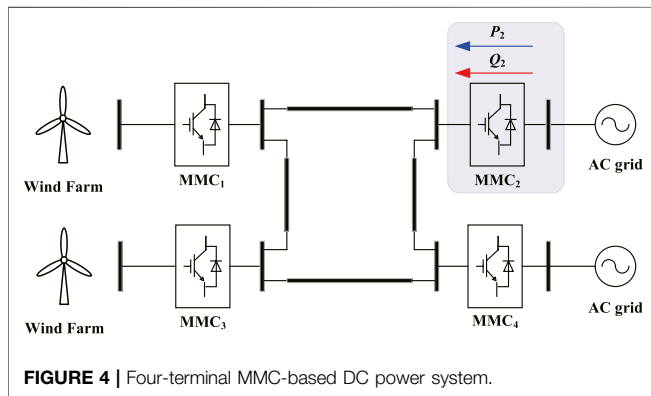 P₂
Q₂
MMC₁
MMC₂
Wind Farm
AC grid
MMC₃
MMC₄
Wind Farm
AC grid
FIGURE 4 | Four-terminal MMC-based DC power system.